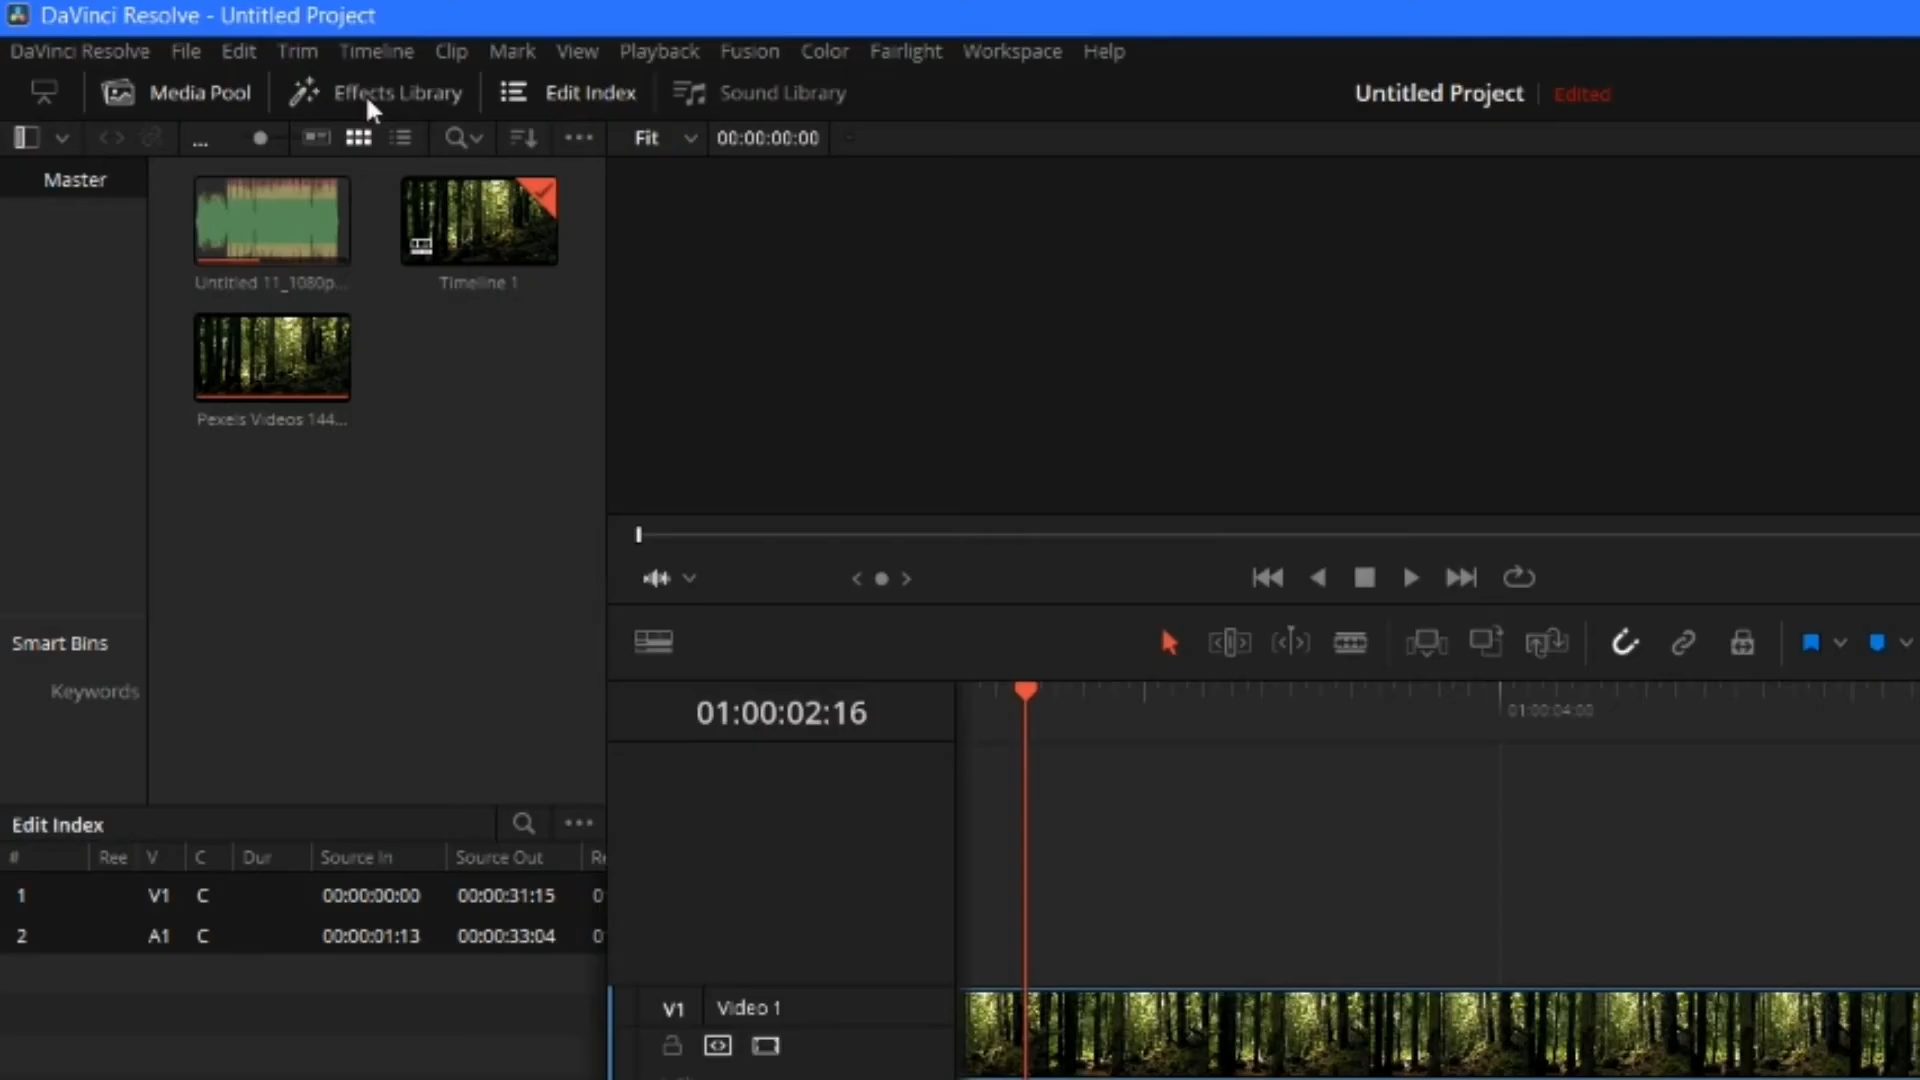 DaVinci Resolve - Untitled Project
DaVinci Resolve File Edit Trim Timeline Clip Mark View Playback Fusion Color Fairlight Workspace Help
Media Pool Effects Library Edit Index Sound Library Untitled Project Edited
... Fit 00:00:00:00
Master
Untitled 11_1080p... Timeline 1
Pexels Videos 144...
Smart Bins
Keywords
01:00:02:16 01:00:04:00
Edit Index
# Ree V C Dur Source In Source Out
1 V1 C 00:00:00:00 00:00:31:15
2 A1 C 00:00:01:13 00:00:33:04
V1 Video 1